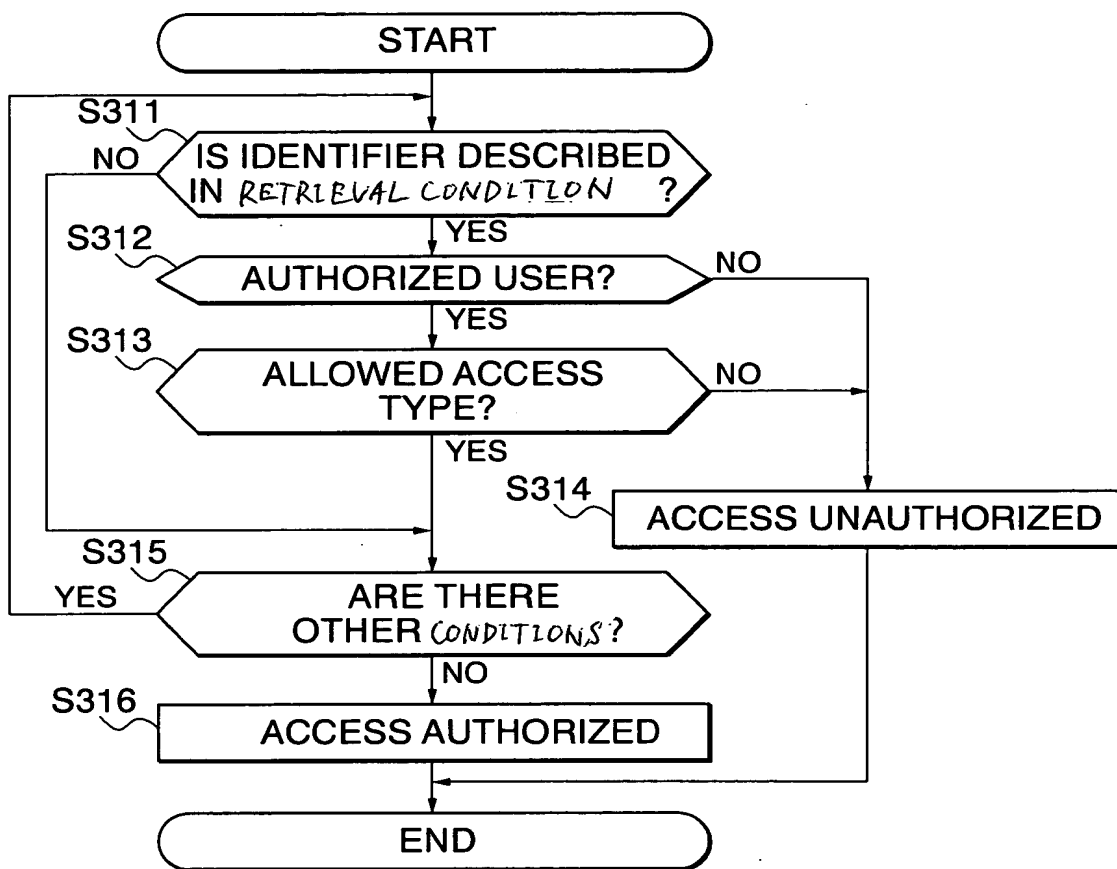 START
S311
NO
IS IDENTIFIER DESCRIBED
IN RETRIEVAL CONDITION ?
YES
S312
AUTHORIZED USER?
NO
YES
S313
ALLOWED ACCESS
TYPE?
NO
YES
S314
ACCESS UNAUTHORIZED
S315
YES
ARE THERE
OTHER CONDITIONS?
NO
S316
ACCESS AUTHORIZED
END